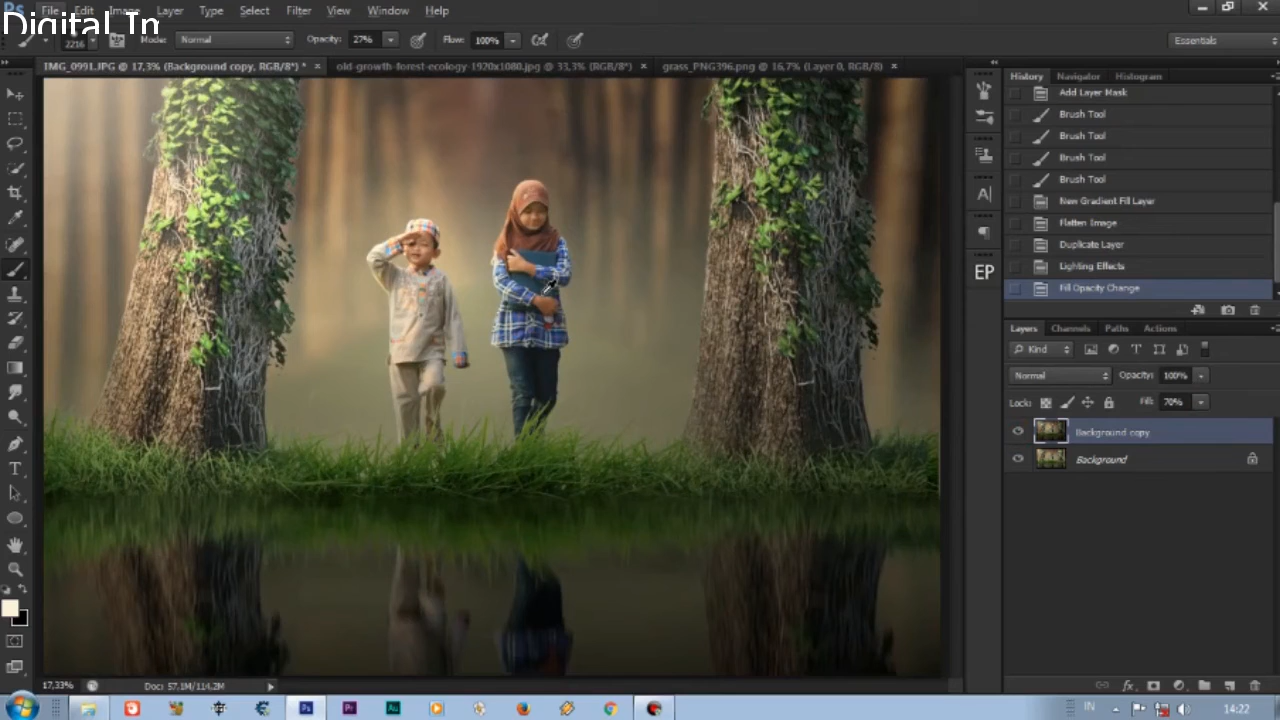 Ps File Edit Image Layer Type Select Filter View Window Help
Digital Im
2216 Mode: Normal Opacity: 27% Flow: 100% Essentials
IMG_0991.JPG @ 17,3% (Background copy, RGB/8*) * × old-growth-forest-ecology-1920x1080.jpg @ 33,3% (RGB/8*) × grass_PNG396.png @ 16,7% (Layer 0, RGB/8) ×
History Navigator Histogram
Add Layer Mask
Brush Tool
Brush Tool
Brush Tool
Brush Tool
New Gradient Fill Layer
Flatten Image
Duplicate Layer
Lighting Effects
Fill Opacity Change
A
EP
Layers Channels Paths Actions
Kind
Normal Opacity: 100%
Lock: Fill: 70%
Background copy
Background
17,33% Doc: 57,1M/114,2M
IN 14:22